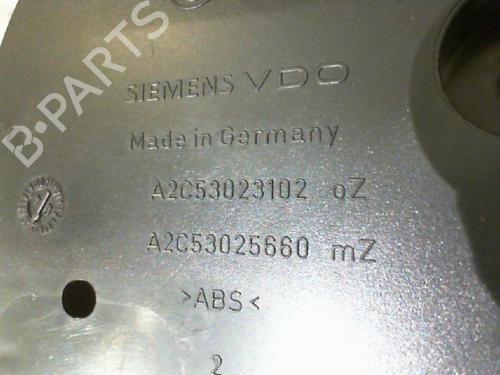 B-PARTS
SIEMENS VDO
Made in Germany
A2C53023102 oZ
A2C53025660 mZ
>ABS<
2